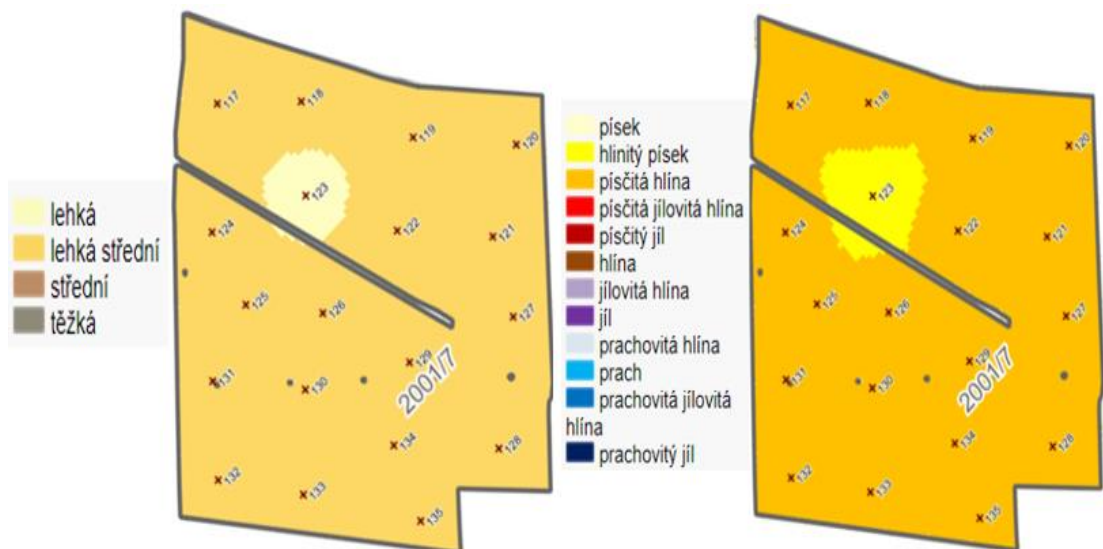 lehká
lehká střední
střední
těžká
117
118
119
120
123
124
122
121
125
126
127
129
131
130
2001/7
134
128
132
133
135
písek
hlinitý písek
písčitá hlína
písčitá jílovitá hlína
písčitý jíl
hlína
jílovitá hlína
jíl
prachovitá hlína
prach
prachovitá jílovitá
hlína
prachovitý jíl
117
118
119
120
123
124
122
121
125
126
127
129
131
130
2001/7
134
128
132
133
135